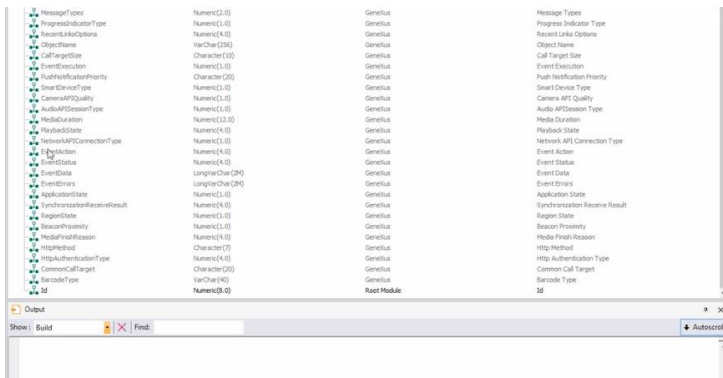 MessageTypes Numeric(2.0) GeneXus Message Types
ProgressIndicatorType Numeric(1.0) GeneXus Progress Indicator Type
RecentLinksOptions Numeric(4.0) GeneXus Recent Links Options
ObjectName VarChar(256) GeneXus Object Name
CallTargetSize Character(10) GeneXus Call Target Size
EventExecution Numeric(1.0) GeneXus Event Execution
PushNotificationPriority Character(20) GeneXus Push Notification Priority
SmartDeviceType Numeric(1.0) GeneXus Smart Device Type
CameraAPIQuality Numeric(1.0) GeneXus Camera API Quality
AudioAPISessionType Numeric(1.0) GeneXus Audio APISession Type
MediaDuration Numeric(12.0) GeneXus Media Duration
PlaybackState Numeric(4.0) GeneXus Playback State
NetworkAPIConnectionType Numeric(1.0) GeneXus Network API Connection Type
EventAction Numeric(4.0) GeneXus Event Action
EventStatus Numeric(4.0) GeneXus Event Status
EventData LongVarChar(2M) GeneXus Event Data
EventErrors LongVarChar(2M) GeneXus Event Errors
ApplicationState Numeric(1.0) GeneXus Application State
SynchronizationReceiveResult Numeric(4.0) GeneXus Synchronization Receive Result
RegionState Numeric(1.0) GeneXus Region State
BeaconProximity Numeric(1.0) GeneXus Beacon Proximity
MediaFinishReason Numeric(4.0) GeneXus Media Finish Reason
HttpMethod Character(7) GeneXus Http Method
HttpAuthenticationType Numeric(4.0) GeneXus Http Authentication Type
CommonCallTarget Character(20) GeneXus Common Call Target
BarcodeType VarChar(40) GeneXus Barcode Type
Id Numeric(8.0) Root Module Id
Output
Show: Build Find: Autoscroll